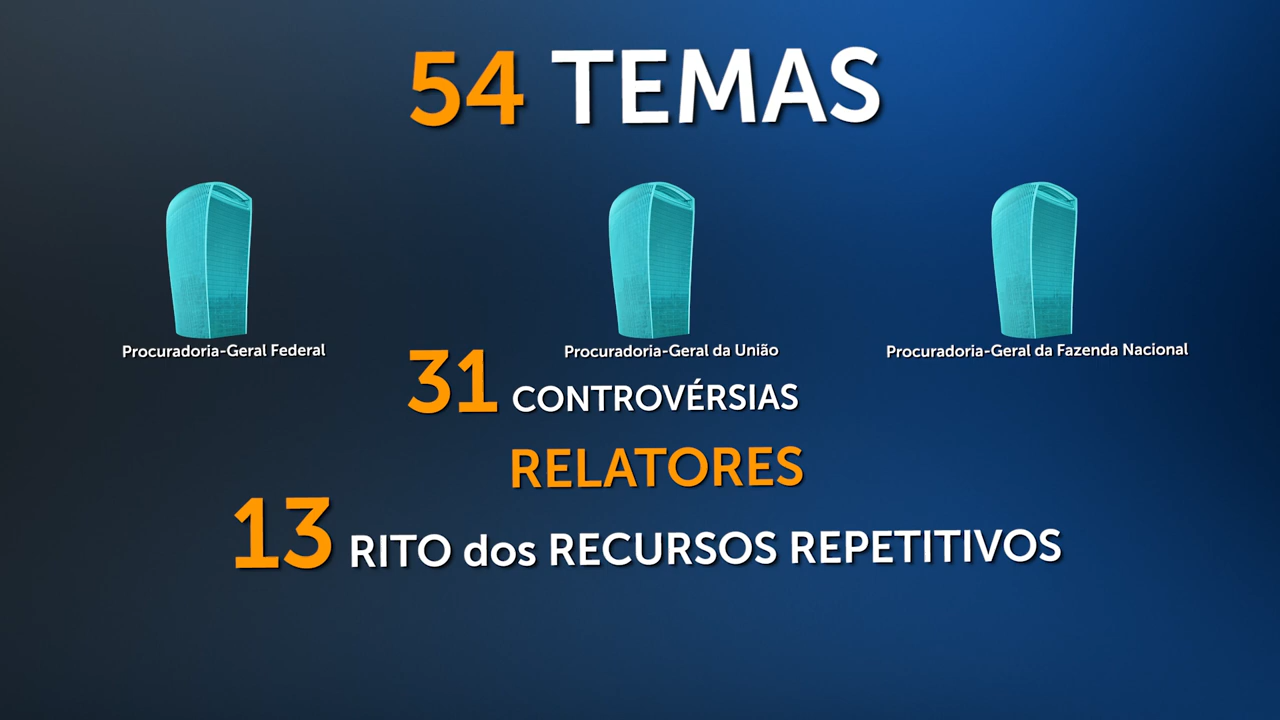 54 TEMAS
Procuradoria-Geral Federal
Procuradoria-Geral da União
Procuradoria-Geral da Fazenda Nacional
31 CONTROVÉRSIAS
RELATORES
13 RITO dos RECURSOS REPETITIVOS